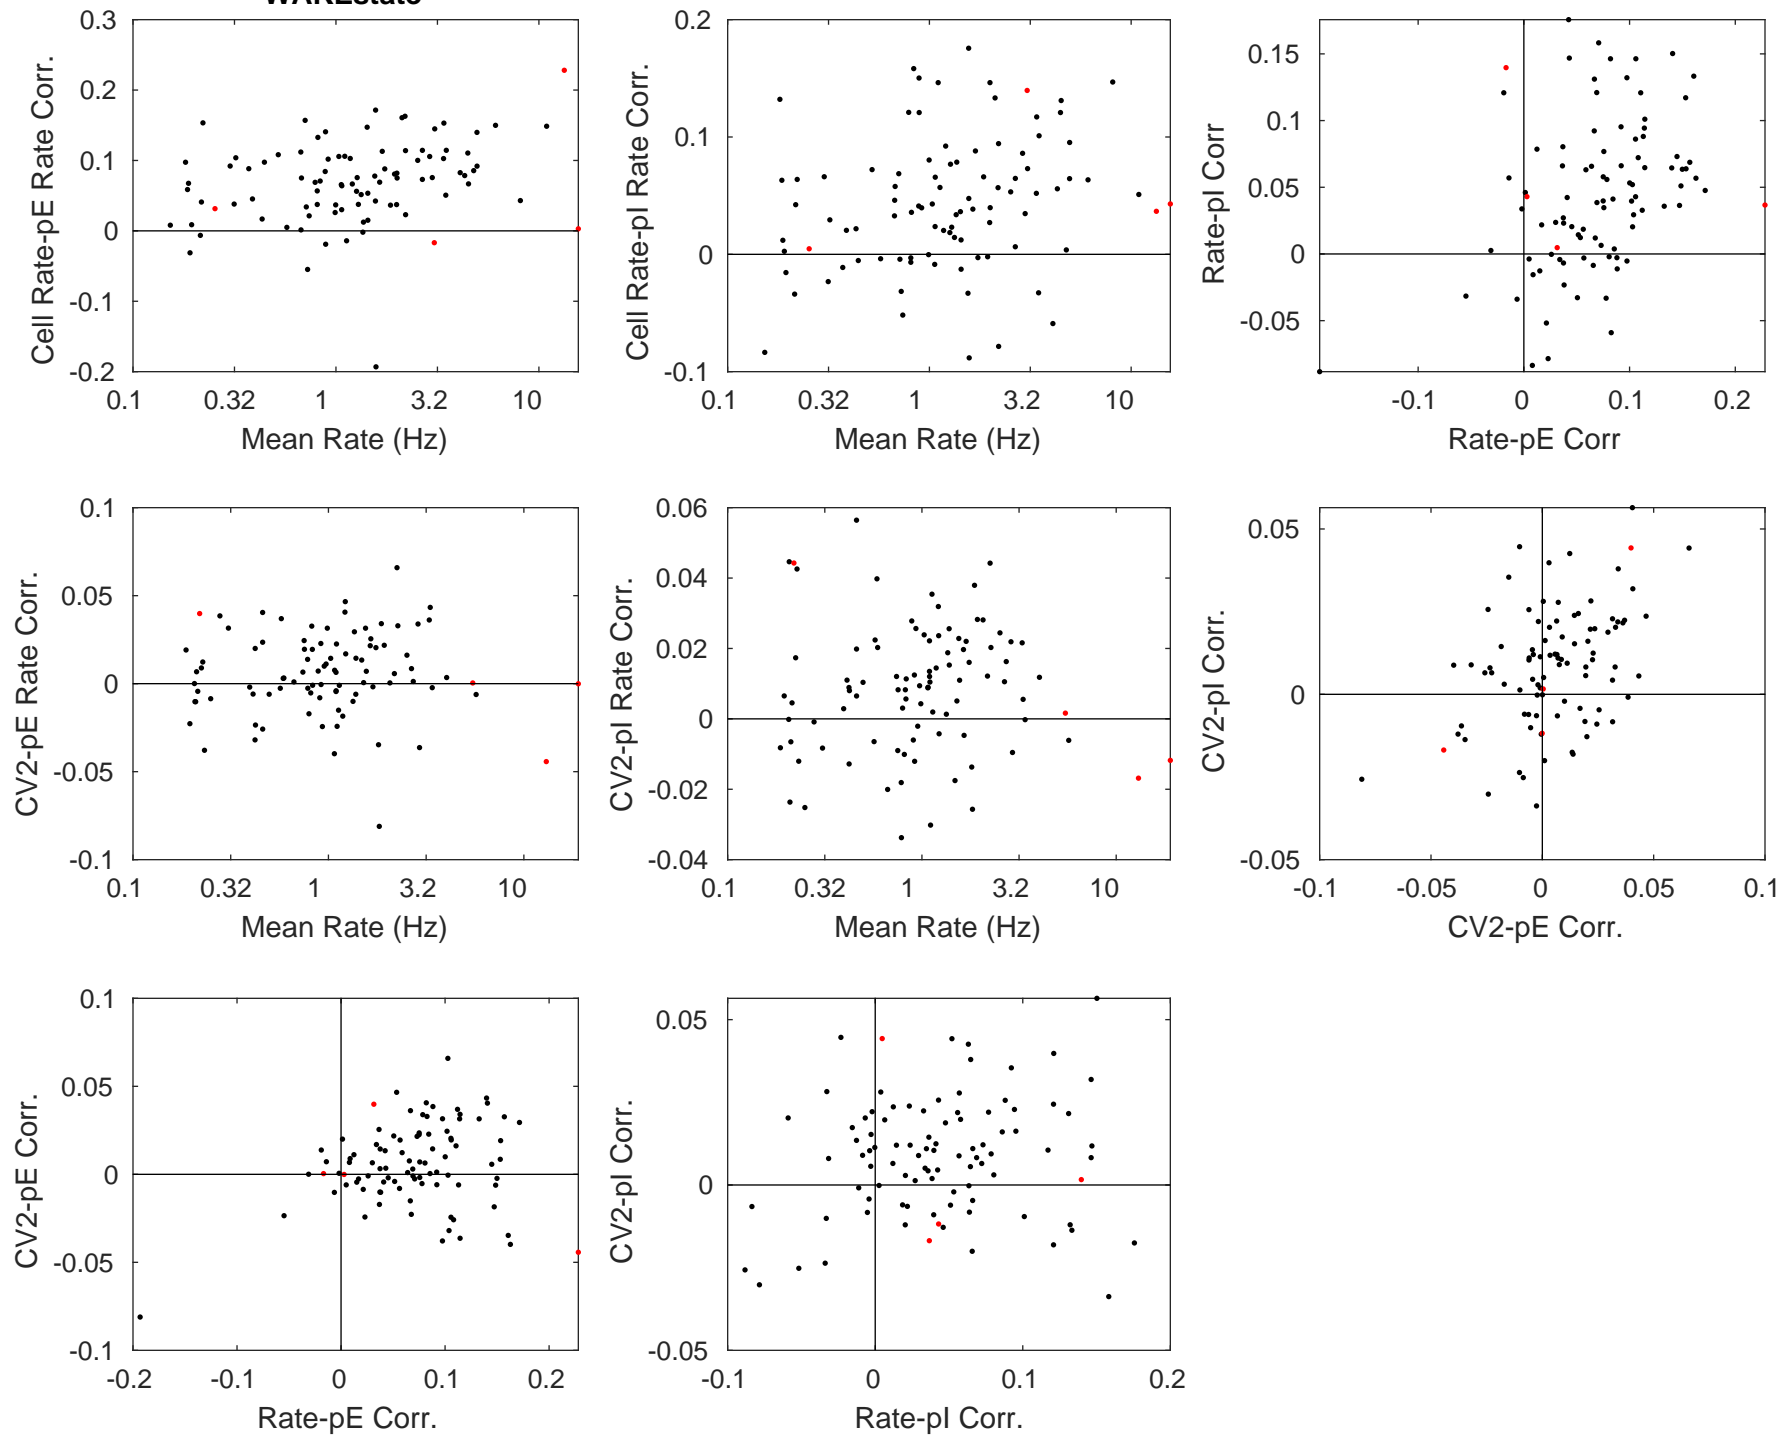 WAKEstate
0.3
0.2
0.1
0
-0.1
-0.2
Cell Rate-pE Rate Corr.
0.1 0.32 1 3.2 10
Mean Rate (Hz)
0.2
0.1
0
-0.1
Cell Rate-pI Rate Corr.
0.1 0.32 1 3.2 10
Mean Rate (Hz)
0.15
0.1
0.05
0
-0.05
Rate-pI Corr
-0.1 0 0.1 0.2
Rate-pE Corr
0.1
0.05
0
-0.05
-0.1
CV2-pE Rate Corr.
0.1 0.32 1 3.2 10
Mean Rate (Hz)
0.06
0.04
0.02
0
-0.02
-0.04
CV2-pI Rate Corr.
0.1 0.32 1 3.2 10
Mean Rate (Hz)
0.05
0
-0.05
CV2-pI Corr.
-0.1 -0.05 0 0.05 0.1
CV2-pE Corr.
0.1
0.05
0
-0.05
-0.1
CV2-pE Corr.
-0.2 -0.1 0 0.1 0.2
Rate-pE Corr.
0.05
0
-0.05
CV2-pI Corr.
-0.1 0 0.1 0.2
Rate-pI Corr.